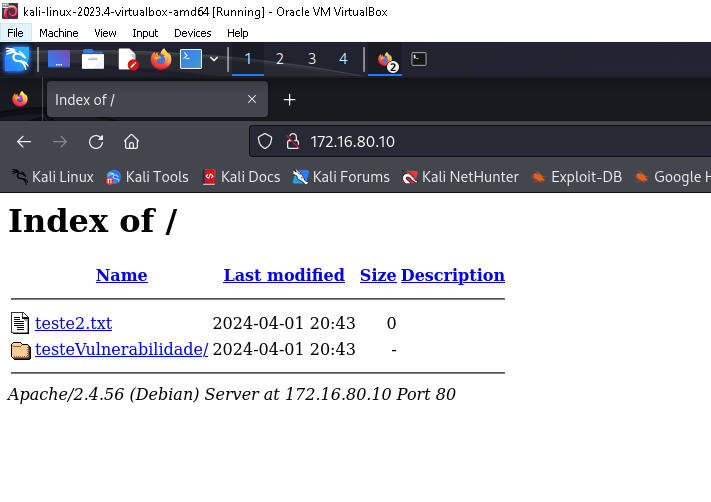 kali-linux-2023.4-virtualbox-amd64 [Running] - Oracle VM VirtualBox
File Machine View Input Devices Help
1 2 3 4 2
Index of /
172.16.80.10
Kali Linux Kali Tools Kali Docs Kali Forums Kali NetHunter Exploit-DB Google H
Index of /
Name Last modified Size Description
teste2.txt 2024-04-01 20:43 0
testeVulnerabilidade/ 2024-04-01 20:43 -
Apache/2.4.56 (Debian) Server at 172.16.80.10 Port 80